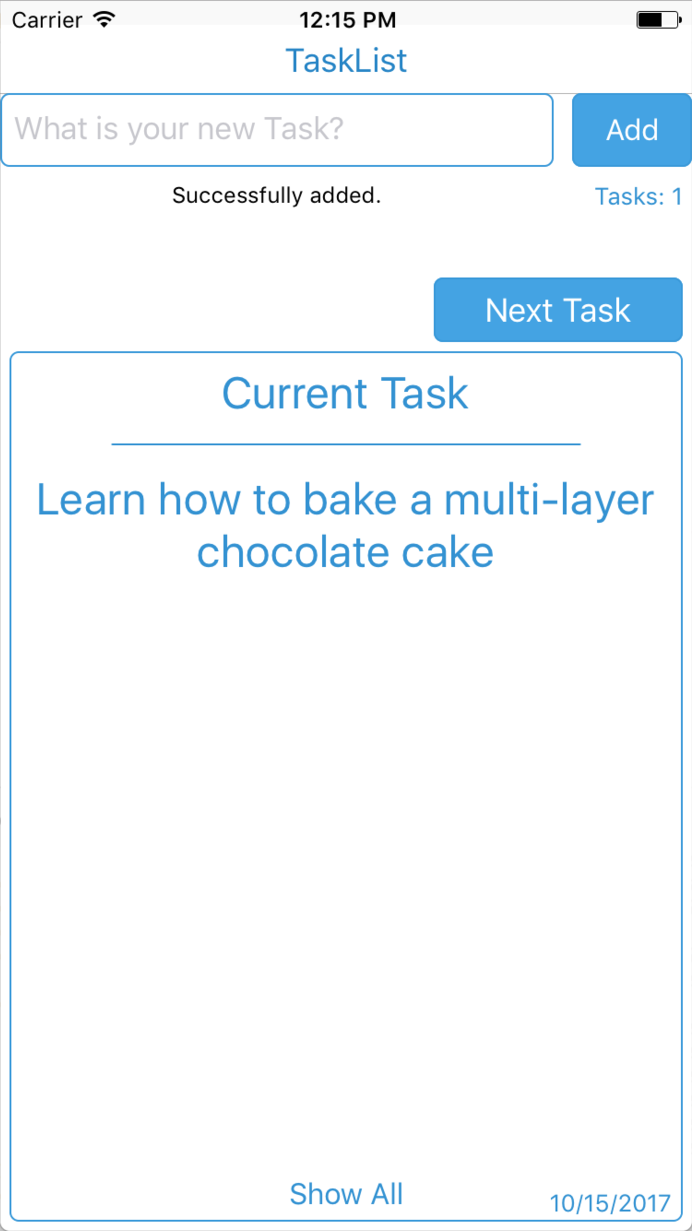 Carrier 12:15 PM
TaskList
What is your new Task? Add
Successfully added. Tasks: 1
Next Task
Current Task
Learn how to bake a multi-layer
chocolate cake
Show All 10/15/2017